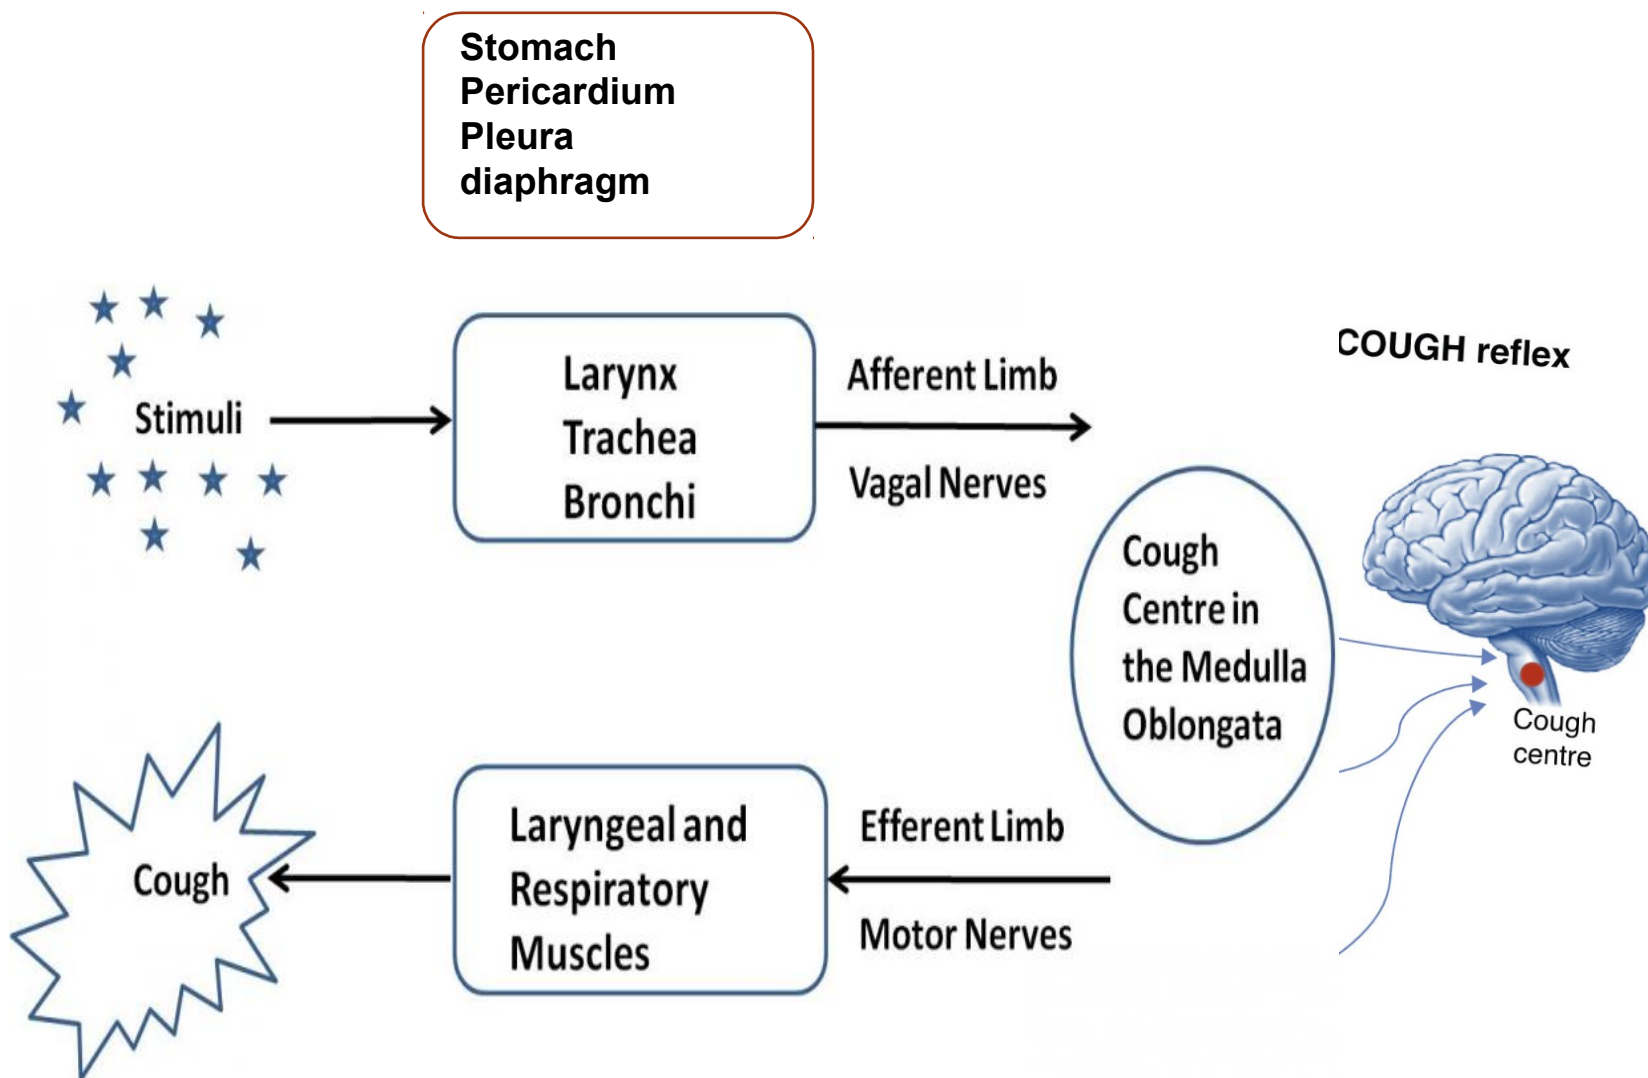 Stomach
Pericardium
Pleura
diaphragm
COUGH reflex
Stimuli
Larynx
Trachea
Bronchi
Afferent Limb
Vagal Nerves
Cough
Centre in
the Medulla
Oblongata
Cough
centre
Efferent Limb
Motor Nerves
Laryngeal and
Respiratory
Muscles
Cough